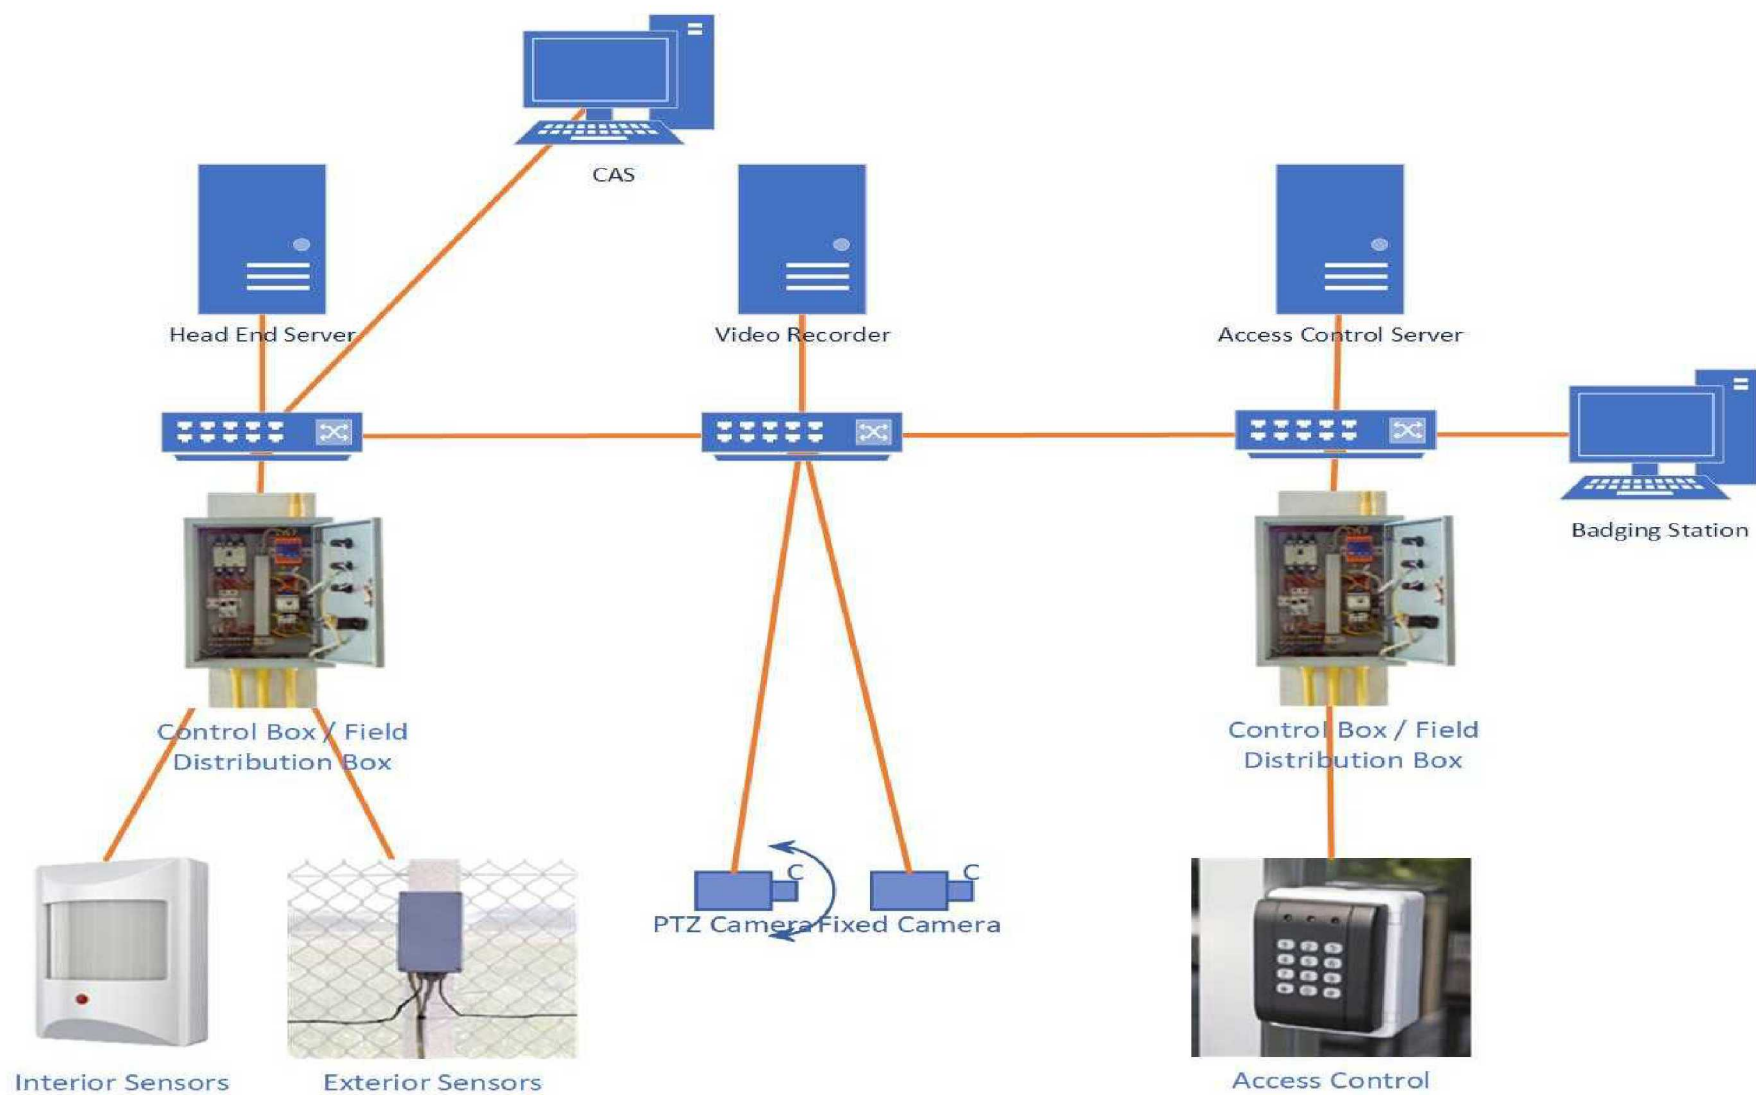 CAS
Head End Server
Video Recorder
Access Control Server
Badging Station
Control Box / Field
Distribution Box
Control Box / Field
Distribution Box
C
C
PTZ Camera
Fixed Camera
Interior Sensors
Exterior Sensors
Access Control